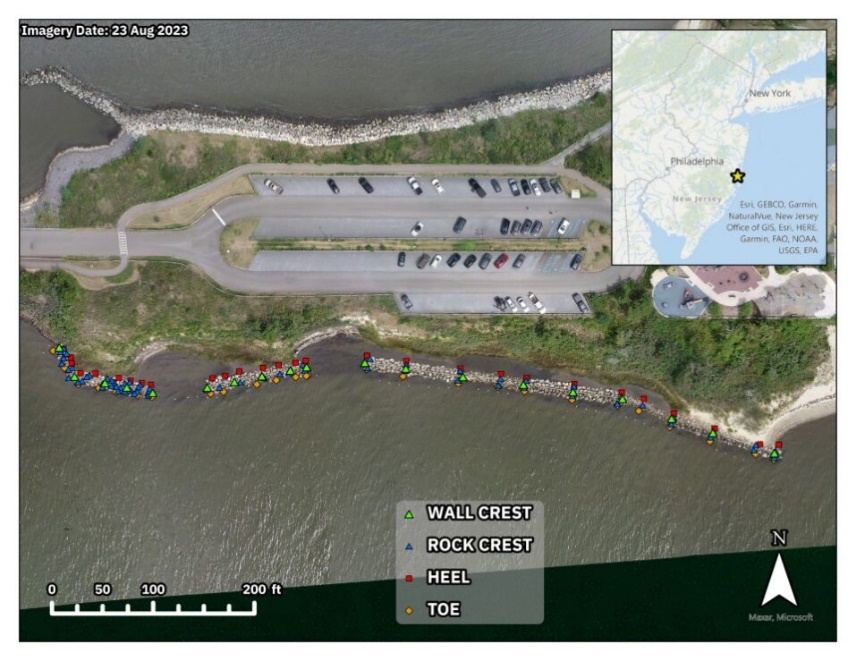 Imagery Date: 23 Aug 2023
New York
Philadelphia
New Jersey
Esri, GEBCO, Garmin,
NaturalVue, New Jersey
Office of GIS, Esri, HERE,
Garmin, FAO, NOAA,
USGS, EPA
WALL CREST
ROCK CREST
HEEL
TOE
0 50 100 200 ft
N
Maxar, Microsoft